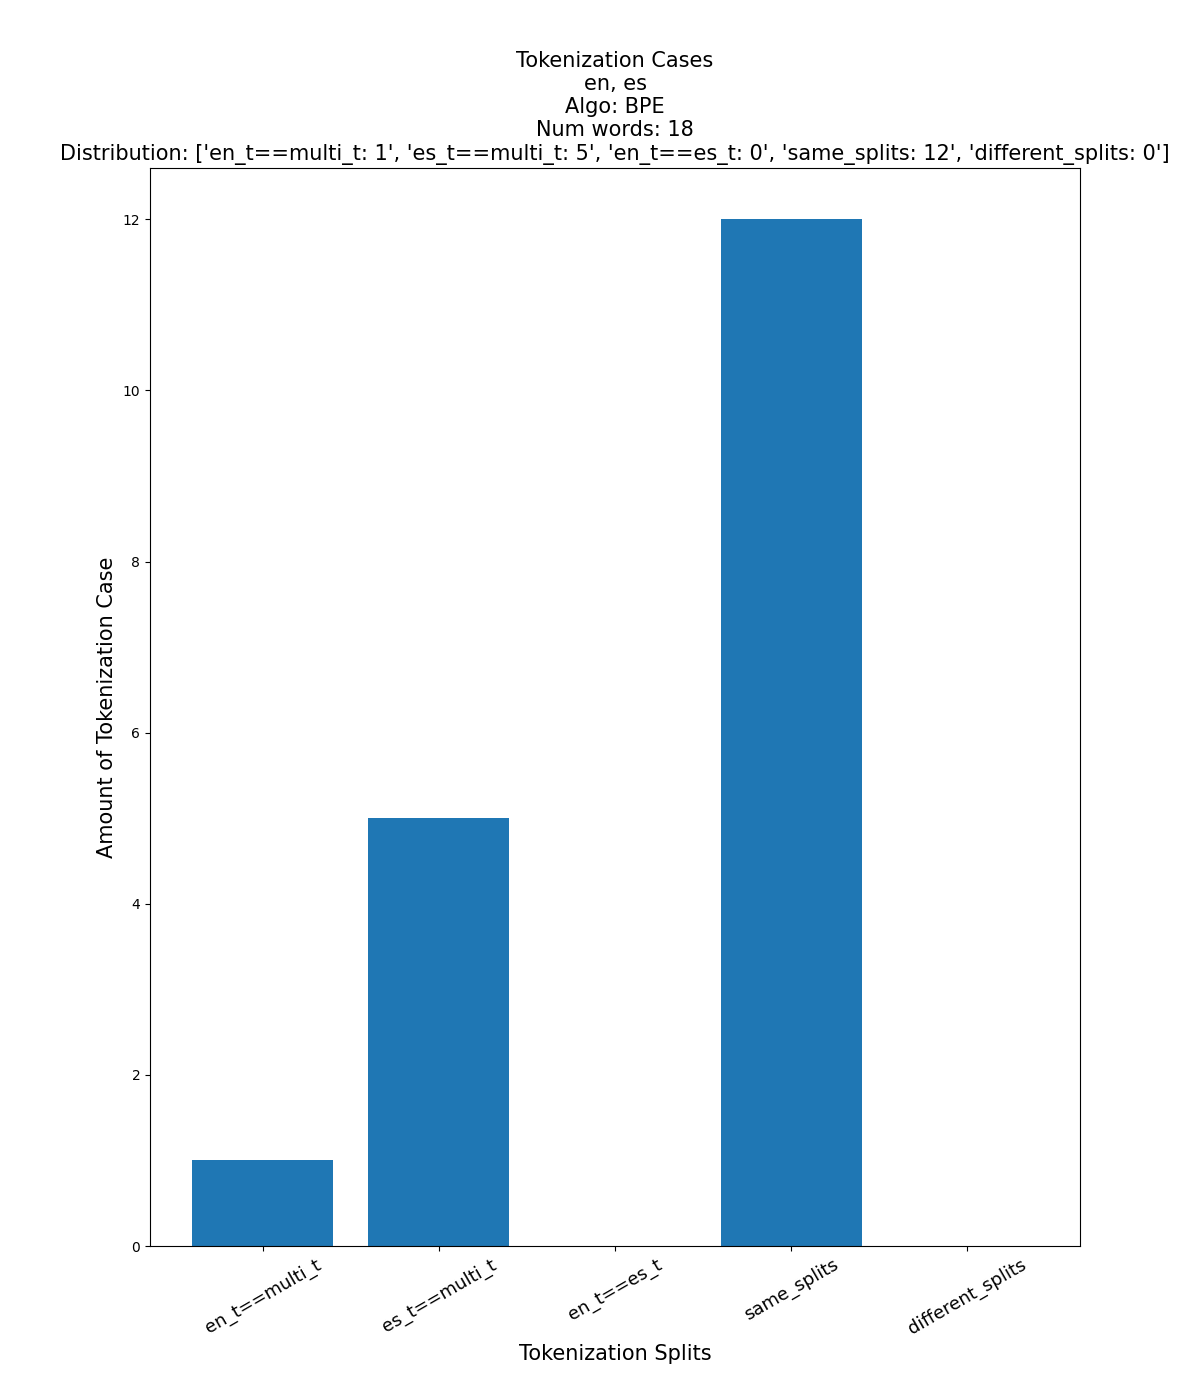 Tokenization Cases
en, es
Algo: BPE
Num words: 18
Distribution: ['en_t==multi_t: 1', 'es_t==multi_t: 5', 'en_t==es_t: 0', 'same_splits: 12', 'different_splits: 0']
12
10
8
6
4
2
0
Amount of Tokenization Case
en_t==multi_t
es_t==multi_t
en_t==es_t
same_splits
different_splits
Tokenization Splits